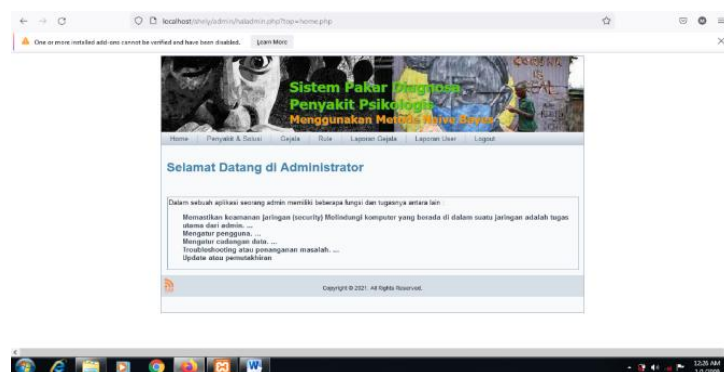 localhost/shrly/admin/haladmin.php?top=home.php
One or more installed add-ons cannot be verified and have been disabled. Learn More
Sistem Pakar Diagnosa
Penyakit Psikologi
Menggunakan Metode Naive Bayes
Home Penyakit & Solusi Gejala Rule Laporan Gejala Laporan User Logout
Selamat Datang di Administrator
Dalam sebuah aplikasi seorang admin memiliki beberapa fungsi dan tugasnya antara lain :
Memastikan keamanan jaringan (security) Melindungi komputer yang berada di dalam suatu jaringan adalah tugas
utama dari admin. ...
Mengatur pengguna. ...
Mengatur cadangan data. ...
Troubleshooting atau penanganan masalah. ...
Update atau pemutakhiran
Copyright © 2021. All Rights Reserved.
12:26 AM